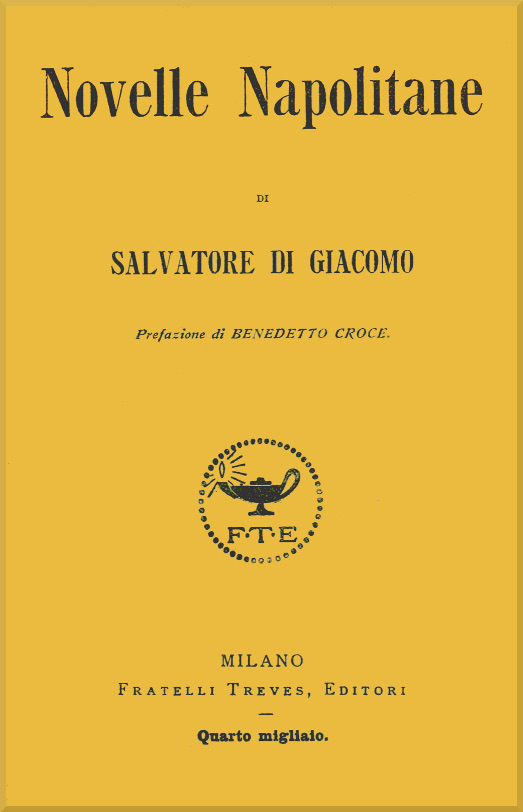 Novelle Napolitane
DI
SALVATORE DI GIACOMO
Prefazione di BENEDETTO CROCE.
F·T·E
MILANO
FRATELLI TREVES, EDITORI
Quarto migliaio.